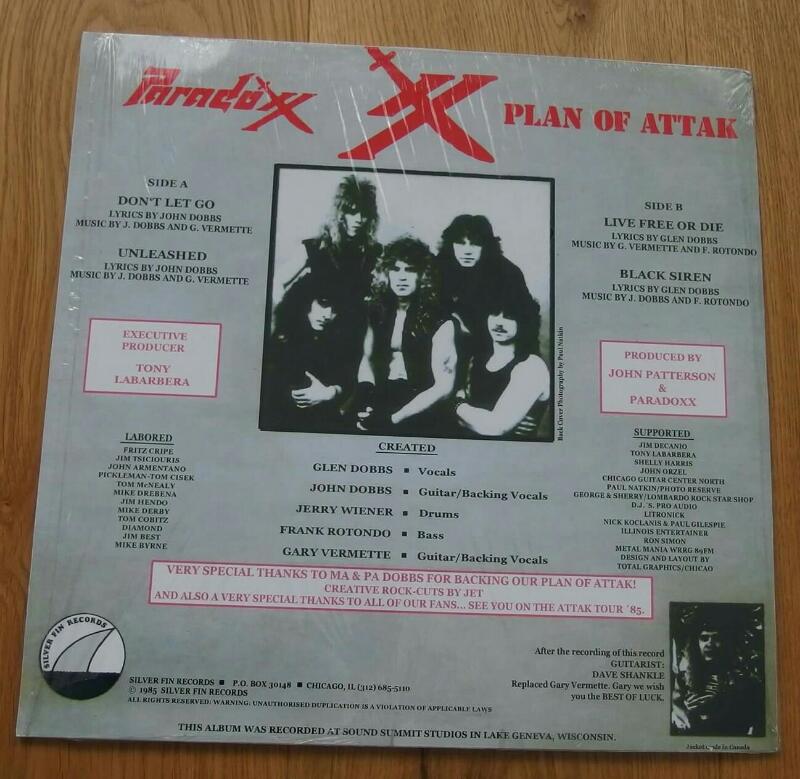 Paradoxx
PLAN OF ATTAK
SIDE A
DON'T LET GO
LYRICS BY JOHN DOBBS
MUSIC BY J. DOBBS AND G. VERMETTE
UNLEASHED
LYRICS BY JOHN DOBBS
MUSIC BY J. DOBBS AND G. VERMETTE
SIDE B
LIVE FREE OR DIE
LYRICS BY GLEN DOBBS
MUSIC BY G. VERMETTE AND F. ROTONDO
BLACK SIREN
LYRICS BY GLEN DOBBS
MUSIC BY J. DOBBS AND F. ROTONDO
EXECUTIVE
PRODUCER
TONY
LABARBERA
Back Cover Photography by Paul Natkin
PRODUCED BY
JOHN PATTERSON
&
PARADOXX
LABORED
FRITZ CRIPE
JIM TSICIOURIS
JOHN ARMENTANO
PICKLEMAN-TOM CISEK
TOM McNEALY
MIKE DREBENA
JIM HENDO
MIKE DERBY
TOM COBITZ
DIAMOND
JIM BEST
MIKE BYRNE
CREATED
GLEN DOBBS ▪ Vocals
JOHN DOBBS ▪ Guitar/Backing Vocals
JERRY WIENER ▪ Drums
FRANK ROTONDO ▪ Bass
GARY VERMETTE ▪ Guitar/Backing Vocals
SUPPORTED
JIM DECANIO
TONY LABARBERA
SHELLY HARRIS
JOHN ORZEL
CHICAGO GUITAR CENTER NORTH
PAUL NATKIN/PHOTO RESERVE
GEORGE & SHERRY/LOMBARDO ROCK STAR SHOP
D.J.´S. PRO AUDIO
LITRONICK
NICK KOCLANIS & PAUL GILESPIE
ILLINOIS ENTERTAINER
RON SIMON
METAL MANIA WRRG 89FM
DESIGN AND LAYOUT BY
TOTAL GRAPHICS/CHICAO
VERY SPECIAL THANKS TO MA & PA DOBBS FOR BACKING OUR PLAN OF ATTAK!
CREATIVE ROCK-CUTS BY JET
AND ALSO A VERY SPECIAL THANKS TO ALL OF OUR FANS... SEE YOU ON THE ATTAK TOUR ´85.
SILVER FIN RECORDS
SILVER FIN RECORDS ▪ P.O. BOX 30148 ▪ CHICAGO, IL (312) 685-5110
© 1985 SILVER FIN RECORDS
ALL RIGHTS RESERVED/ WARNING: UNAUTHORISED DUPLICATION IS A VIOLATION OF APPLICABLE LAWS
After the recording of this record
GUITARIST:
DAVE SHANKLE
Replaced Gary Vermette. Gary we wish
you the BEST OF LUCK.
THIS ALBUM WAS RECORDED AT SOUND SUMMIT STUDIOS IN LAKE GENEVA, WISCONSIN.
Jacket made in Canada